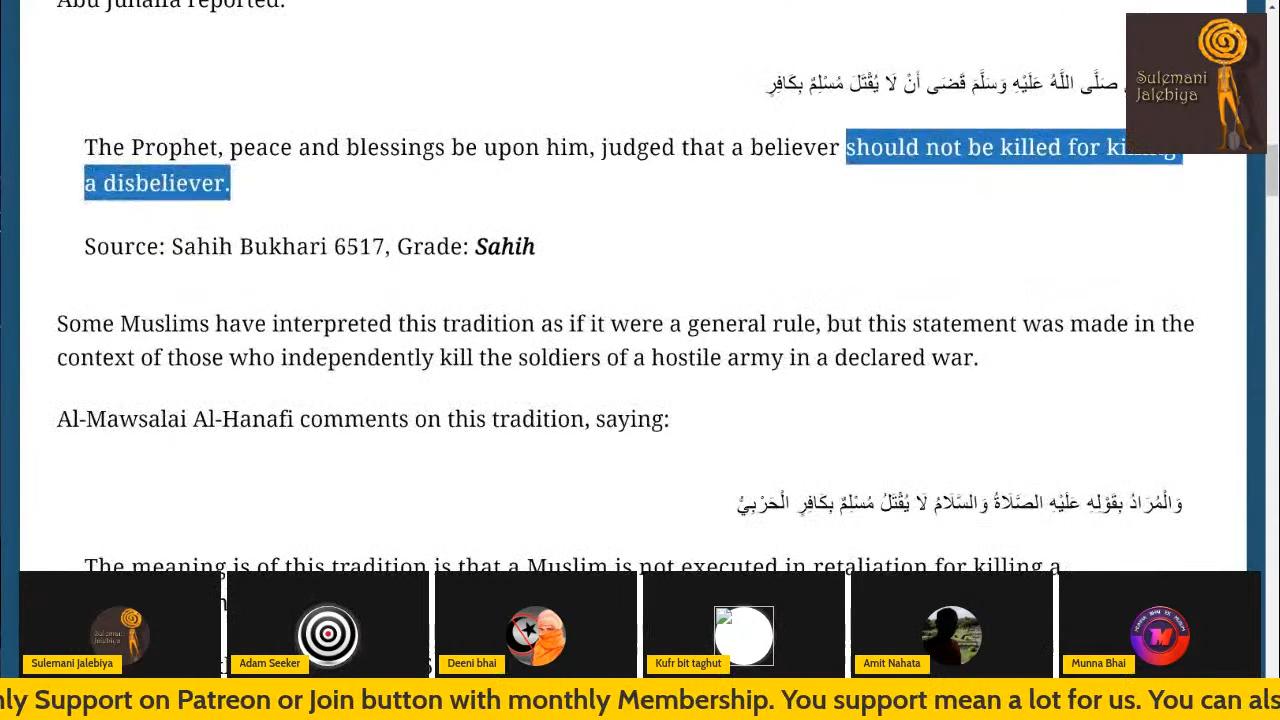 Abu Juhaifa reported:
صَلَّى اللَّهُ عَلَيْهِ وَسَلَّمَ قَضَى أَنْ لَا يُقْتَلَ مُسْلِمٌ بِكَافِرٍ
Sulemani
Jalebiya
The Prophet, peace and blessings be upon him, judged that a believer should not be killed for killing
a disbeliever.
Source: Sahih Bukhari 6517, Grade: Sahih
Some Muslims have interpreted this tradition as if it were a general rule, but this statement was made in the
context of those who independently kill the soldiers of a hostile army in a declared war.
Al-Mawsalai Al-Hanafi comments on this tradition, saying:
وَالْمُرَادُ بِقَوْلِهِ عَلَيْهِ الصَّلَاةُ وَالسَّلَامُ لَا يُقْتَلُ مُسْلِمٌ بِكَافِرِ الْحَرْبِيُّ
The meaning is of this tradition is that a Muslim is not executed in retaliation for killing a
Sulemani Jalebiya
Adam Seeker
Deeni bhai
Kufr bit taghut
Amit Nahata
Munna Bhai
Support on Patreon or Join button with monthly Membership. You support mean a lot for us. You can